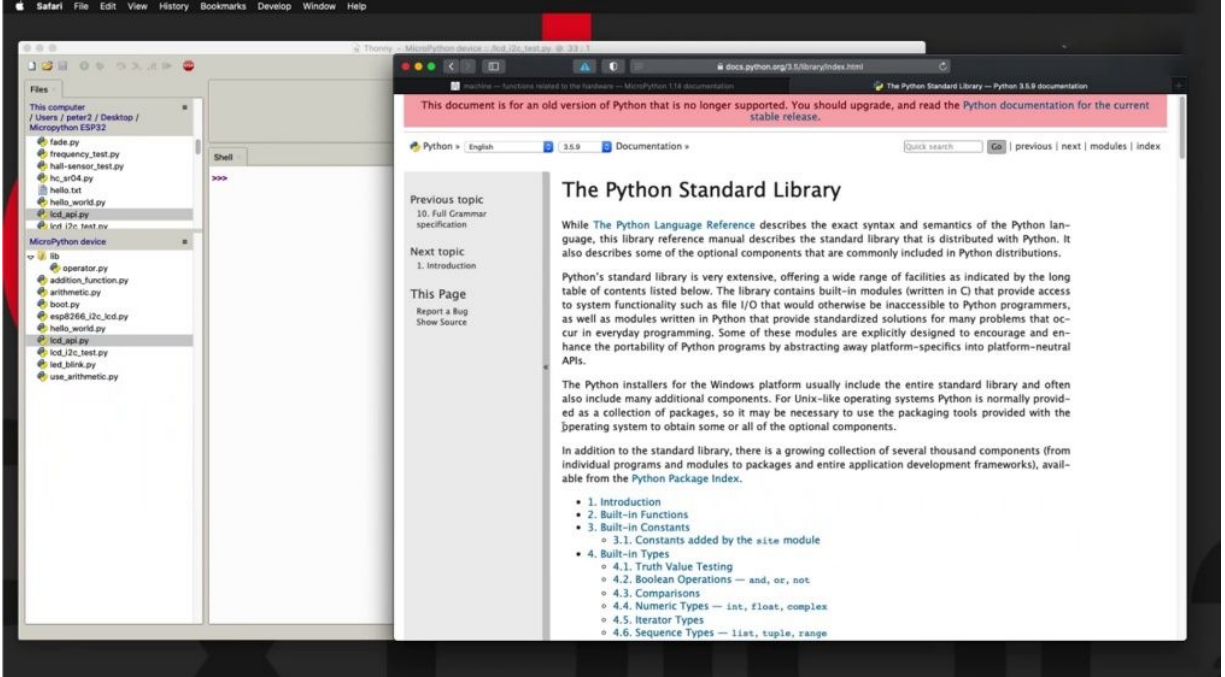 Safari File Edit View History Bookmarks Develop Window Help
Thonny - MicroPython device :: /lcd_i2c_test.py @ 33 : 1
Files
This computer
/ Users / peter2 / Desktop /
Micropython ESP32
fade.py
frequency_test.py
hall-sensor_test.py
hc_sr04.py
hello.txt
hello_world.py
lcd_api.py
lcd_i2c_test.py
MicroPython device
lib
operator.py
addition_function.py
arithmetic.py
boot.py
esp8266_i2c_lcd.py
hello_world.py
lcd_api.py
lcd_i2c_test.py
led_blink.py
use_arithmetic.py
Shell
>>>
docs.python.org/3.5/library/index.html
machine — functions related to the hardware — MicroPython 1.14 documentation
The Python Standard Library — Python 3.5.9 documentation
This document is for an old version of Python that is no longer supported. You should upgrade, and read the Python documentation for the current
stable release.
Python » English 3.5.9 Documentation »
Quick search Go | previous | next | modules | index
Previous topic
10. Full Grammar
specification
Next topic
1. Introduction
This Page
Report a Bug
Show Source
«
The Python Standard Library
While The Python Language Reference describes the exact syntax and semantics of the Python lan-
guage, this library reference manual describes the standard library that is distributed with Python. It
also describes some of the optional components that are commonly included in Python distributions.
Python's standard library is very extensive, offering a wide range of facilities as indicated by the long
table of contents listed below. The library contains built-in modules (written in C) that provide access
to system functionality such as file I/O that would otherwise be inaccessible to Python programmers,
as well as modules written in Python that provide standardized solutions for many problems that oc-
cur in everyday programming. Some of these modules are explicitly designed to encourage and en-
hance the portability of Python programs by abstracting away platform-specifics into platform-neutral
APIs.
The Python installers for the Windows platform usually include the entire standard library and often
also include many additional components. For Unix-like operating systems Python is normally provid-
ed as a collection of packages, so it may be necessary to use the packaging tools provided with the
operating system to obtain some or all of the optional components.
In addition to the standard library, there is a growing collection of several thousand components (from
individual programs and modules to packages and entire application development frameworks), avail-
able from the Python Package Index.
• 1. Introduction
• 2. Built-in Functions
• 3. Built-in Constants
◦ 3.1. Constants added by the site module
• 4. Built-in Types
◦ 4.1. Truth Value Testing
◦ 4.2. Boolean Operations — and, or, not
◦ 4.3. Comparisons
◦ 4.4. Numeric Types — int, float, complex
◦ 4.5. Iterator Types
◦ 4.6. Sequence Types — list, tuple, range